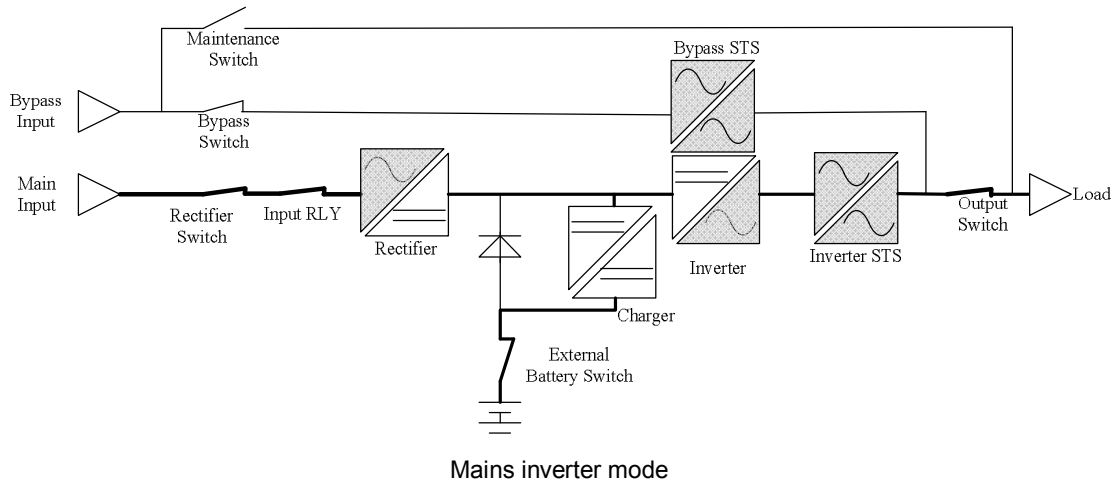 Maintenance
Switch
Bypass STS
Bypass
Input
Bypass
Switch
Main
Input
Rectifier
Switch
Input RLY
Rectifier
Charger
Inverter
Inverter STS
Output
Switch
Load
External
Battery Switch
Mains inverter mode